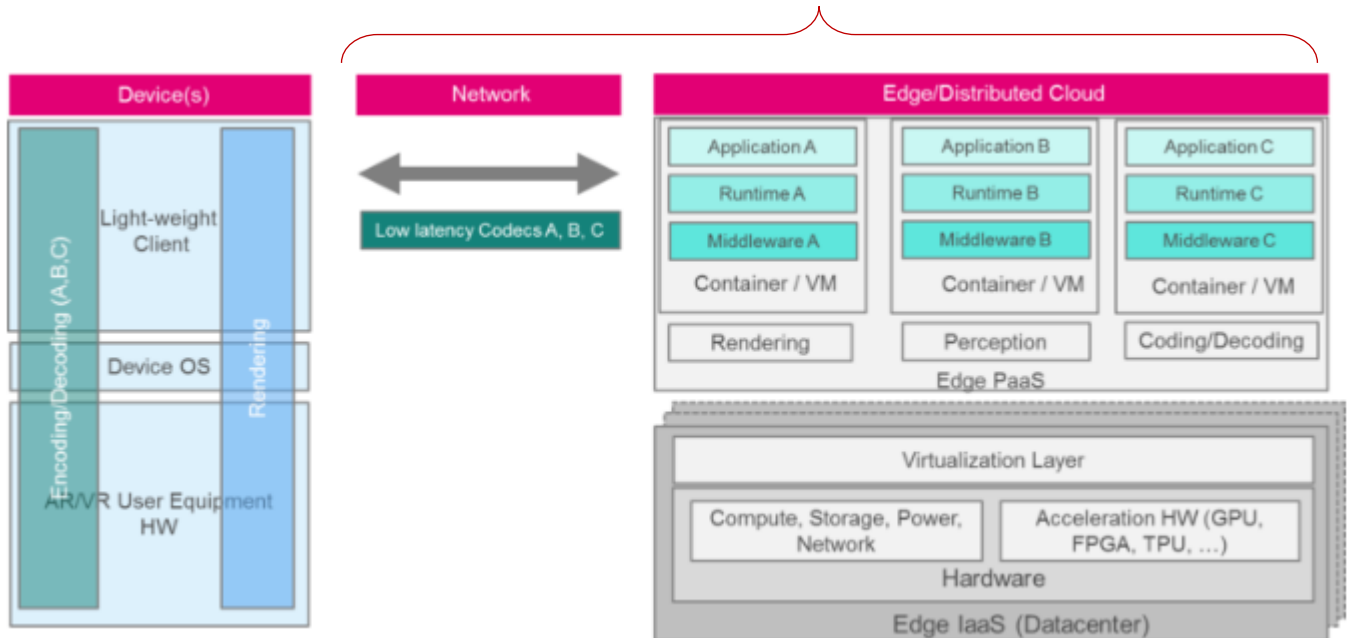 Device(s)
Network
Edge/Distributed Cloud
Encoding/Decoding (A,B,C)
Light-weight
Client
Rendering
Device OS
AR/VR User Equipment
HW
Low latency Codecs A, B, C
Application A
Runtime A
Middleware A
Container / VM
Application B
Runtime B
Middleware B
Container / VM
Application C
Runtime C
Middleware C
Container / VM
Rendering
Perception
Coding/Decoding
Edge PaaS
Virtualization Layer
Compute, Storage, Power,
Network
Acceleration HW (GPU,
FPGA, TPU, …)
Hardware
Edge IaaS (Datacenter)